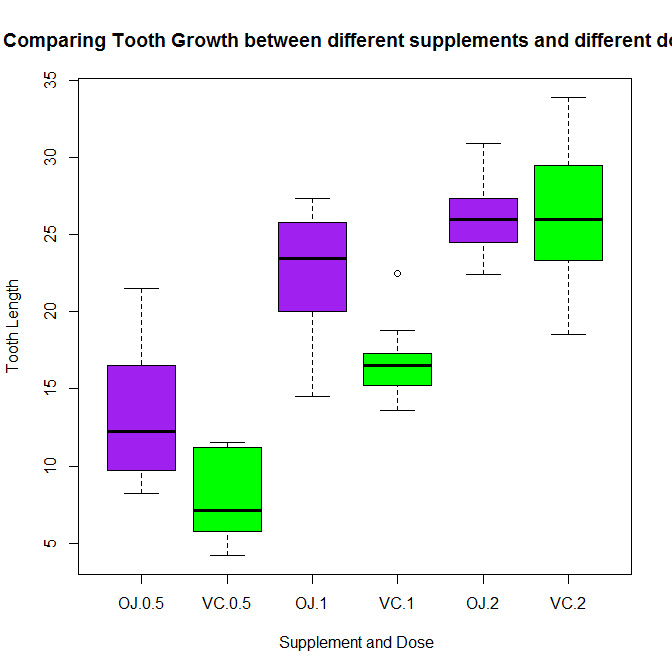 Comparing Tooth Growth between different supplements and different
35
30
25
20
15
10
5
Tooth Length
OJ.0.5 VC.0.5 OJ.1 VC.1 OJ.2 VC.2
Supplement and Dose